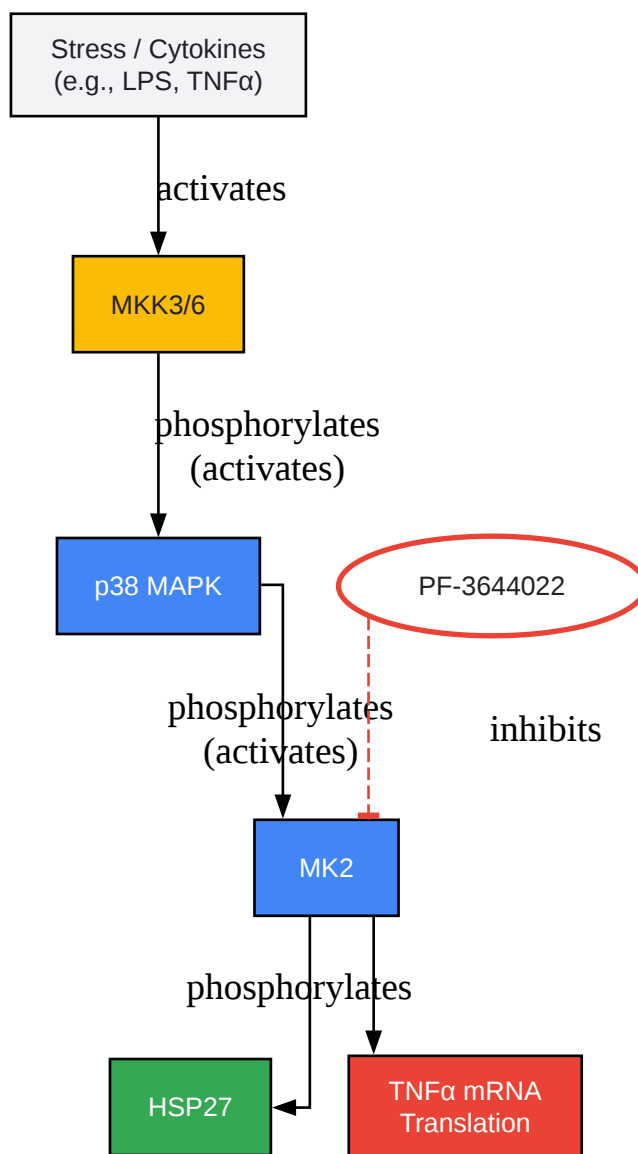 Stress / Cytokines
(e.g., LPS, TNFα)
activates
MKK3/6
phosphorylates
(activates)
p38 MAPK
PF-3644022
phosphorylates
(activates)
inhibits
MK2
phosphorylates
HSP27
TNFα mRNA
Translation